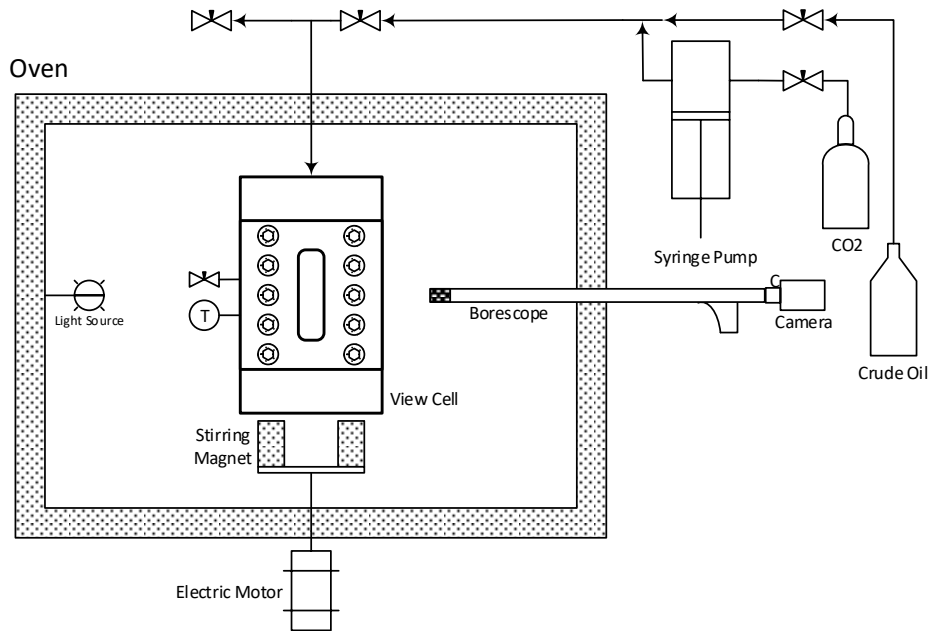 Oven
Syringe Pump
CO2
Light Source
T
Borescope
C
Camera
Crude Oil
View Cell
Stirring
Magnet
Electric Motor